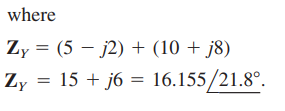 where
Z_Y = (5 − j2) + (10 + j8)
Z_Y = 15 + j6 = 16.155/21.8°.